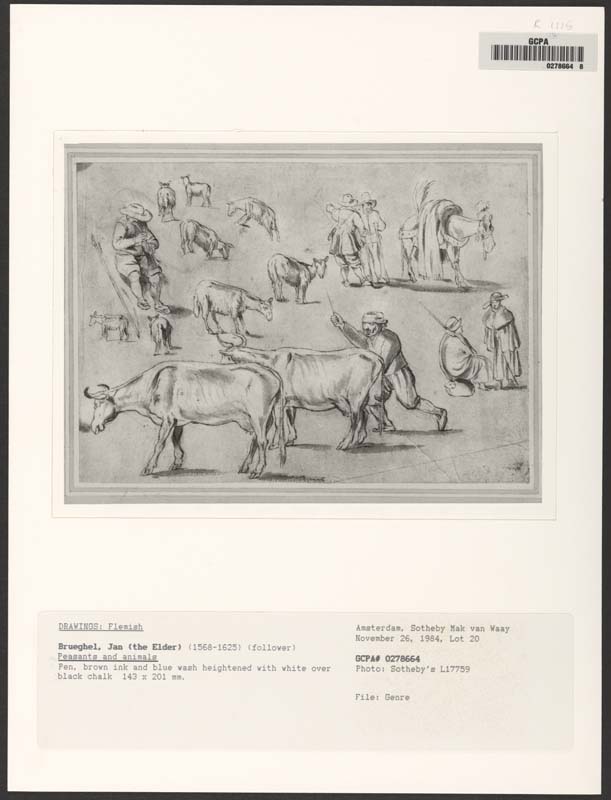 GCPA
0278664 8
DRAWINGS: Flemish
Brueghel, Jan (the Elder) (1568-1625) (follower)
Peasants and animals
Pen, brown ink and blue wash heightened with white over
black chalk 143 x 201 mm.
Amsterdam, Sotheby Mak van Waay
November 26, 1984, Lot 20
GCPA# 0278664
Photo: Sotheby's L17759
File: Genre